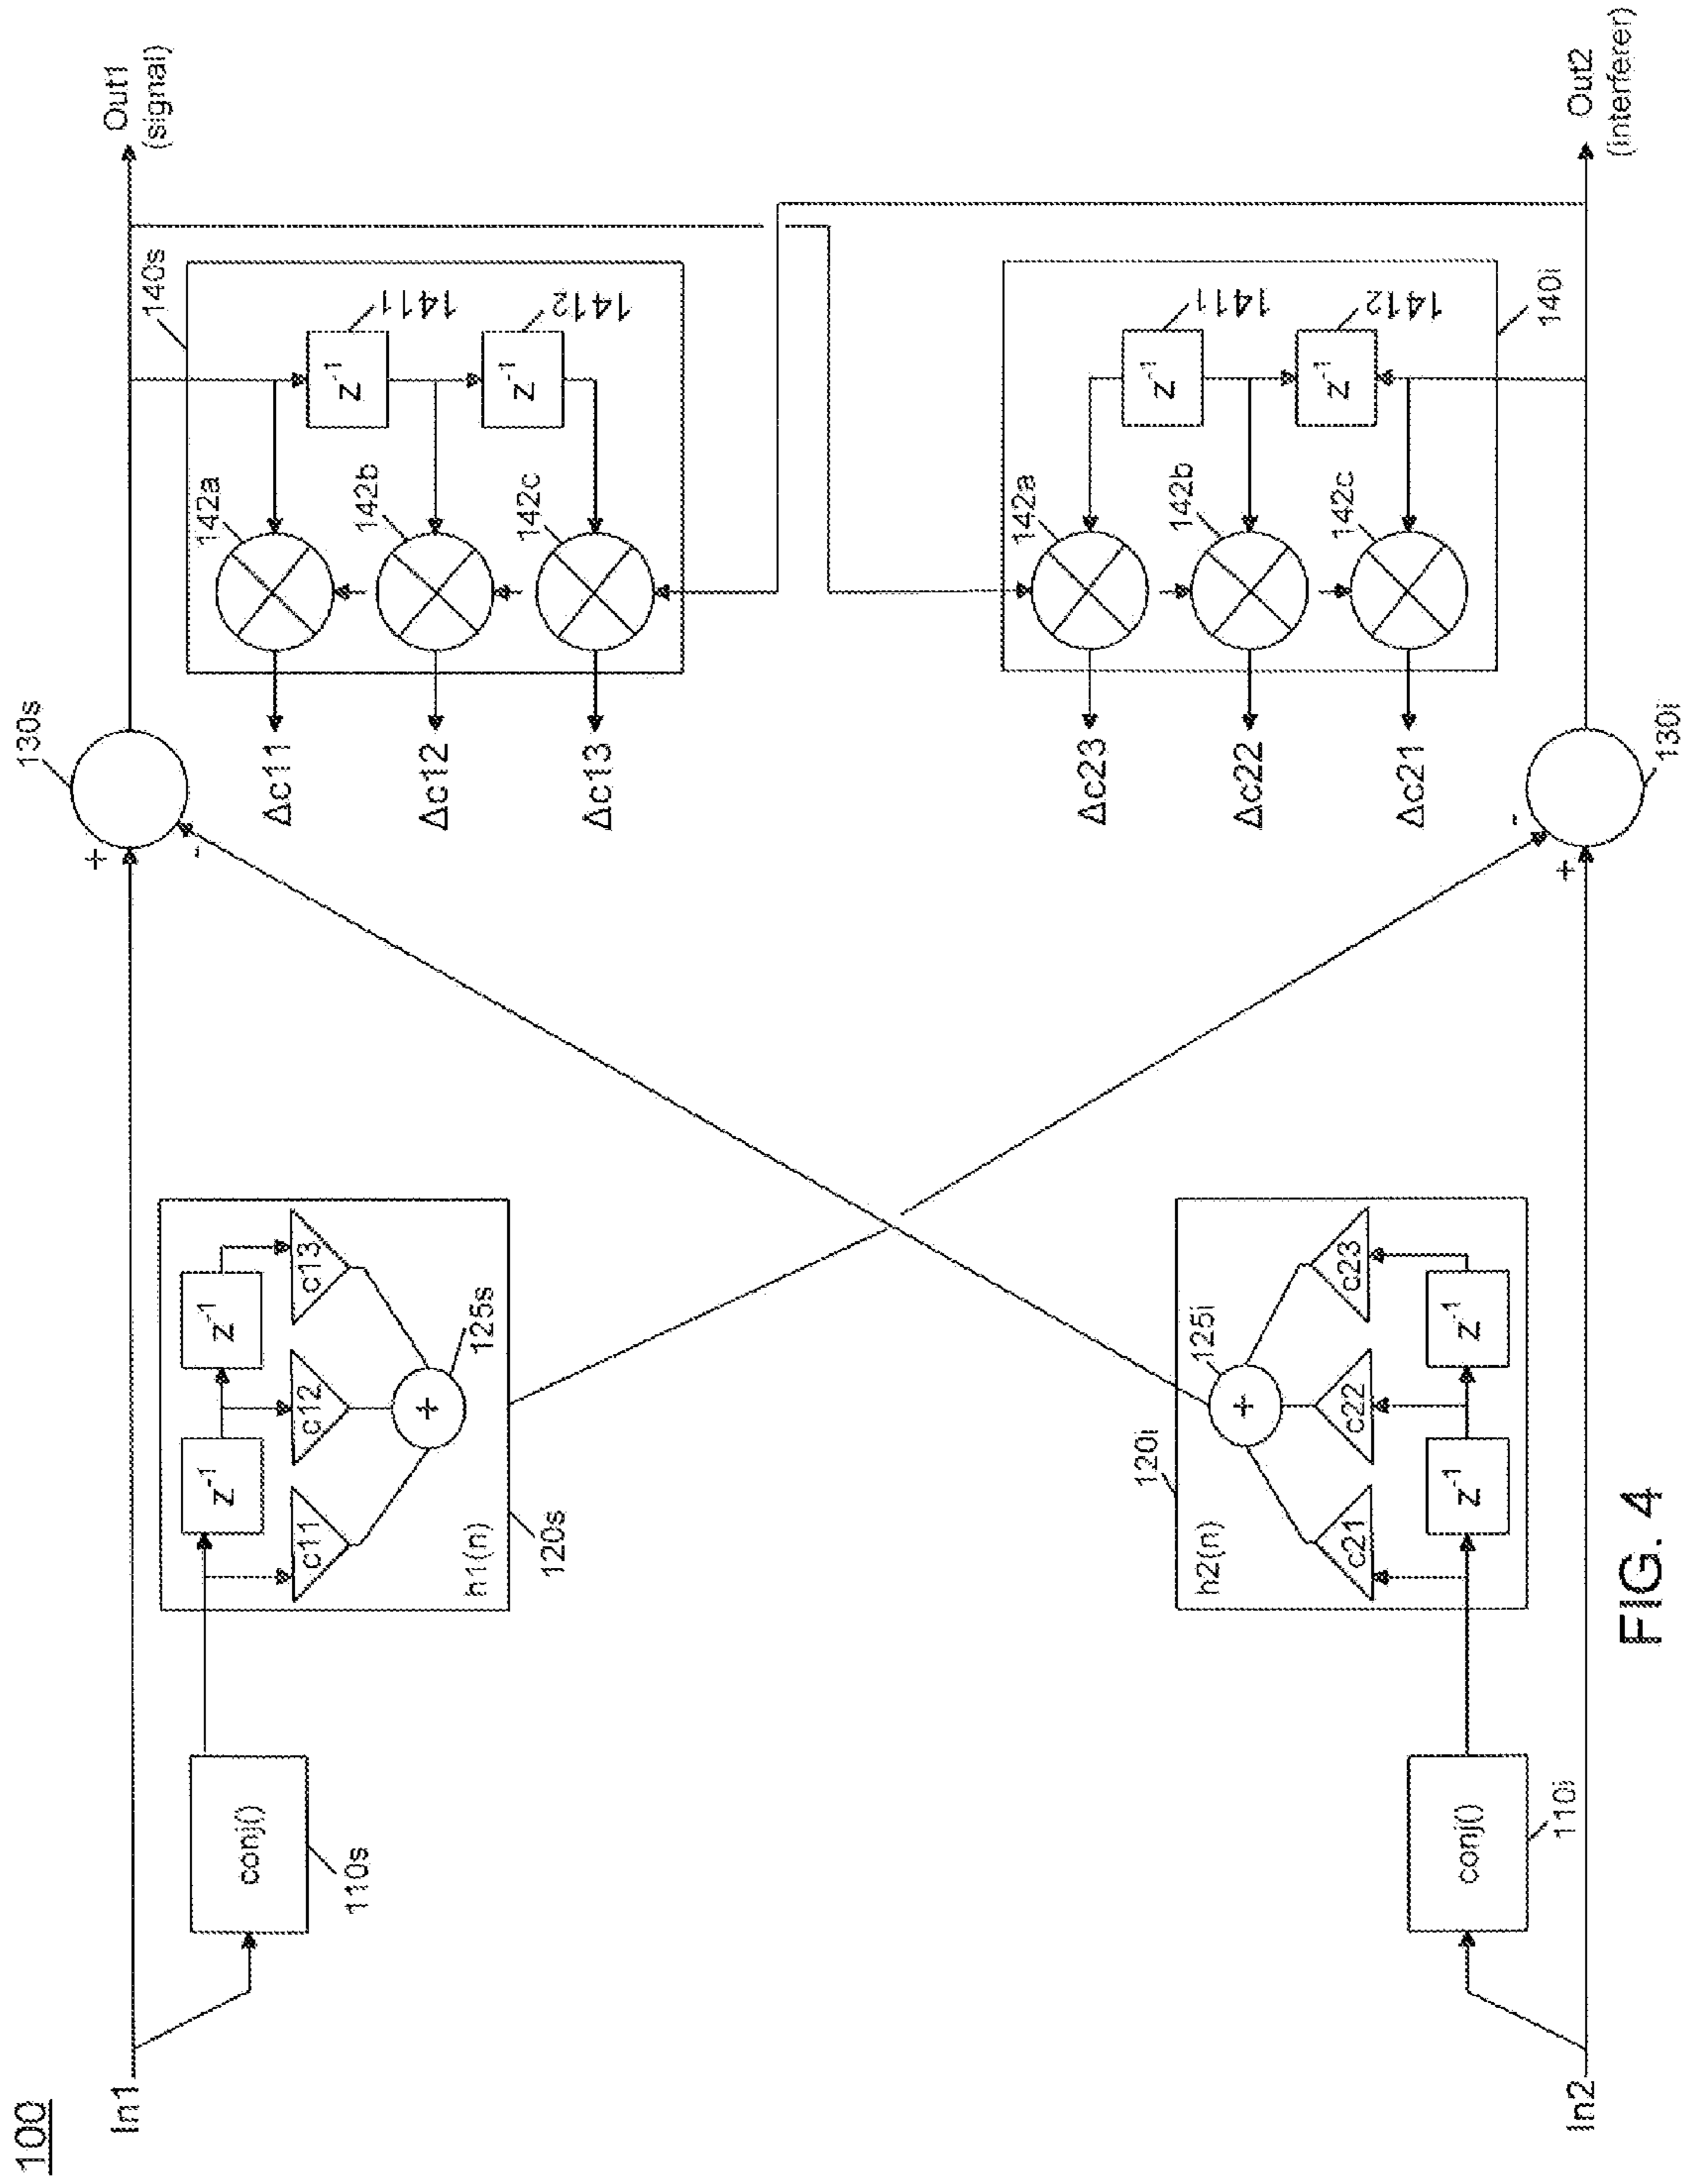 100
In1
conj()
110s
z-1
z-1
c11
c12
c13
+
125s
h1(n)
120s
+
-
130s
Out1
(signal)
140s
142a
142b
142c
z-1
1411
z-1
1412
Δc11
Δc12
Δc13
120i
h2(n)
125i
+
c21
c22
c23
z-1
z-1
conj()
110i
In2
142a
142b
142c
z-1
1411
z-1
1412
140i
Δc23
Δc22
Δc21
-
+
130i
Out2
(interferer)
FIG. 4